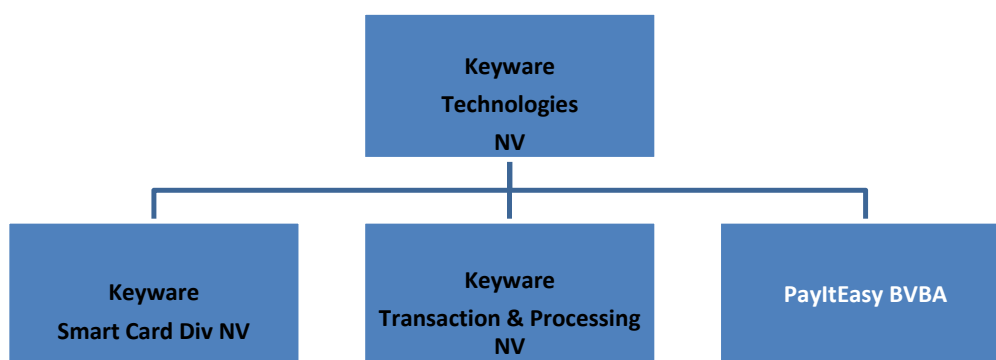 Keyware
Technologies
NV
Keyware
Smart Card Div NV
Keyware
Transaction & Processing
NV
PayItEasy BVBA